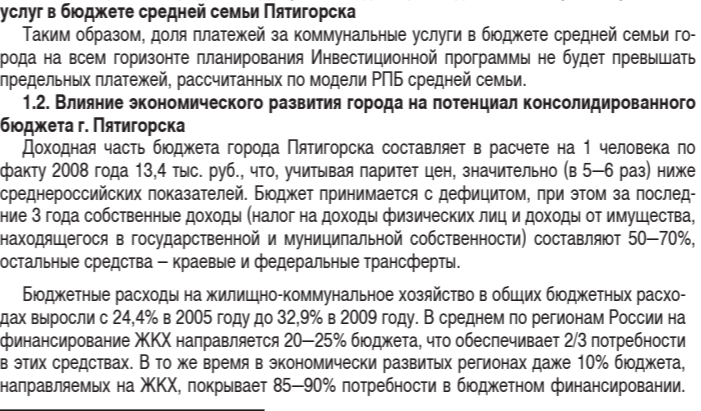 услуг в бюджете средней семьи Пятигорска
Таким образом, доля платежей за коммунальные услуги в бюджете средней семьи го-
рода на всем горизонте планирования Инвестиционной программы не будет превышать
предельных платежей, рассчитанных по модели РПБ средней семьи.
1.2. Влияние экономического развития города на потенциал консолидированного
бюджета г. Пятигорска
Доходная часть бюджета города Пятигорска составляет в расчете на 1 человека по
факту 2008 года 13,4 тыс. руб., что, учитывая паритет цен, значительно (в 5–6 раз) ниже
среднероссийских показателей. Бюджет принимается с дефицитом, при этом за послед-
ние 3 года собственные доходы (налог на доходы физических лиц и доходы от имущества,
находящегося в государственной и муниципальной собственности) составляют 50–70%,
остальные средства – краевые и федеральные трансферты.
Бюджетные расходы на жилищно-коммунальное хозяйство в общих бюджетных расхо-
дах выросли с 24,4% в 2005 году до 32,9% в 2009 году. В среднем по регионам России на
финансирование ЖКХ направляется 20–25% бюджета, что обеспечивает 2/3 потребности
в этих средствах. В то же время в экономически развитых регионах даже 10% бюджета,
направляемых на ЖКХ, покрывает 85–90% потребности в бюджетном финансировании.